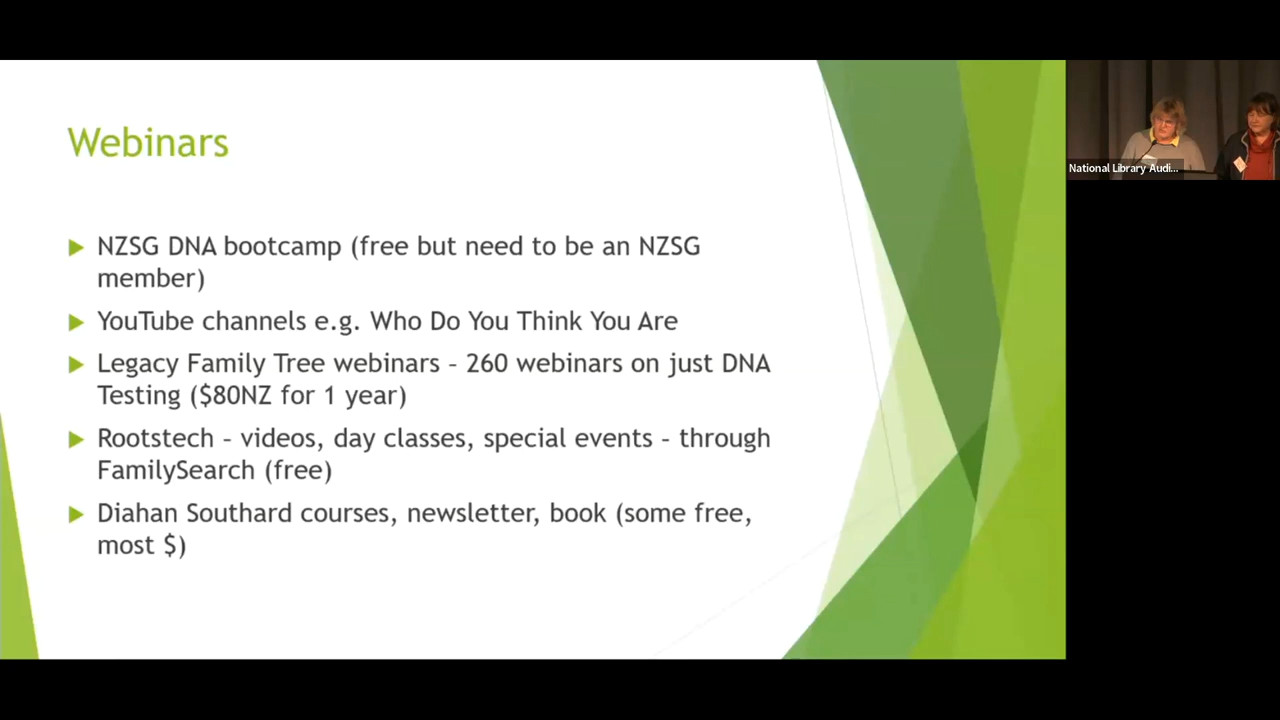 Webinars
NZSG DNA bootcamp (free but need to be an NZSG
member)
YouTube channels e.g. Who Do You Think You Are
Legacy Family Tree webinars – 260 webinars on just DNA
Testing ($80NZ for 1 year)
Rootstech – videos, day classes, special events – through
FamilySearch (free)
Diahan Southard courses, newsletter, book (some free,
most $)
National Library Audi...